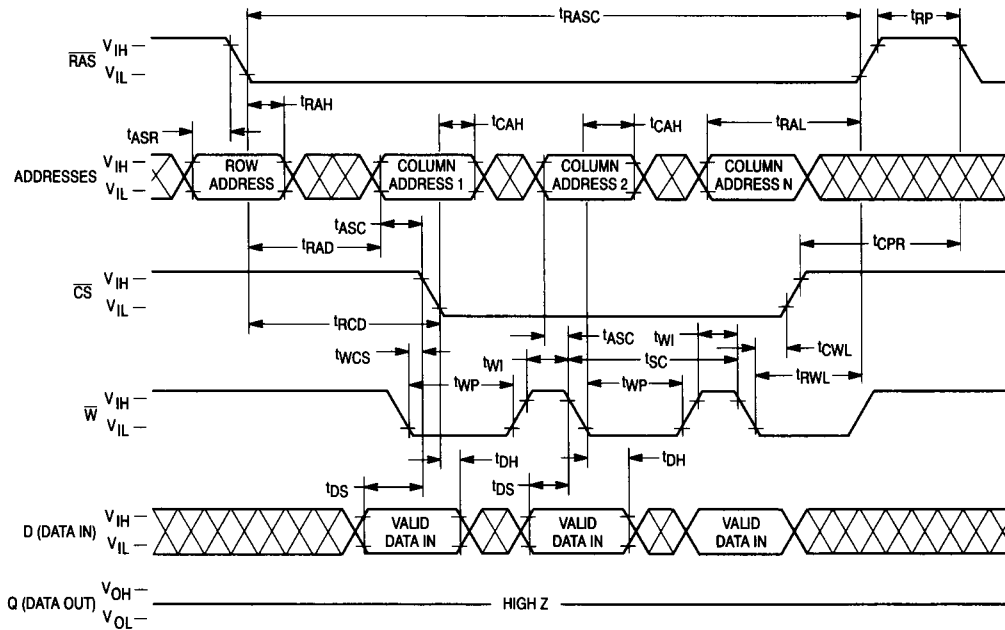 tRASC
tRP
RAS
VIH
VIL
tRAH
tASR
tCAH
tCAH
tRAL
ADDRESSES
VIH
VIL
ROW ADDRESS
COLUMN ADDRESS 1
COLUMN ADDRESS 2
COLUMN ADDRESS N
tASC
tRAD
tCPR
CS
VIH
VIL
tRCD
tASC
tWI
tCWL
tWCS
tWI
tSC
tRWL
tWP
tWP
W
VIH
VIL
tDH
tDH
tDS
tDS
D (DATA IN)
VIH
VIL
VALID DATA IN
VALID DATA IN
VALID DATA IN
Q (DATA OUT)
VOH
VOL
HIGH Z